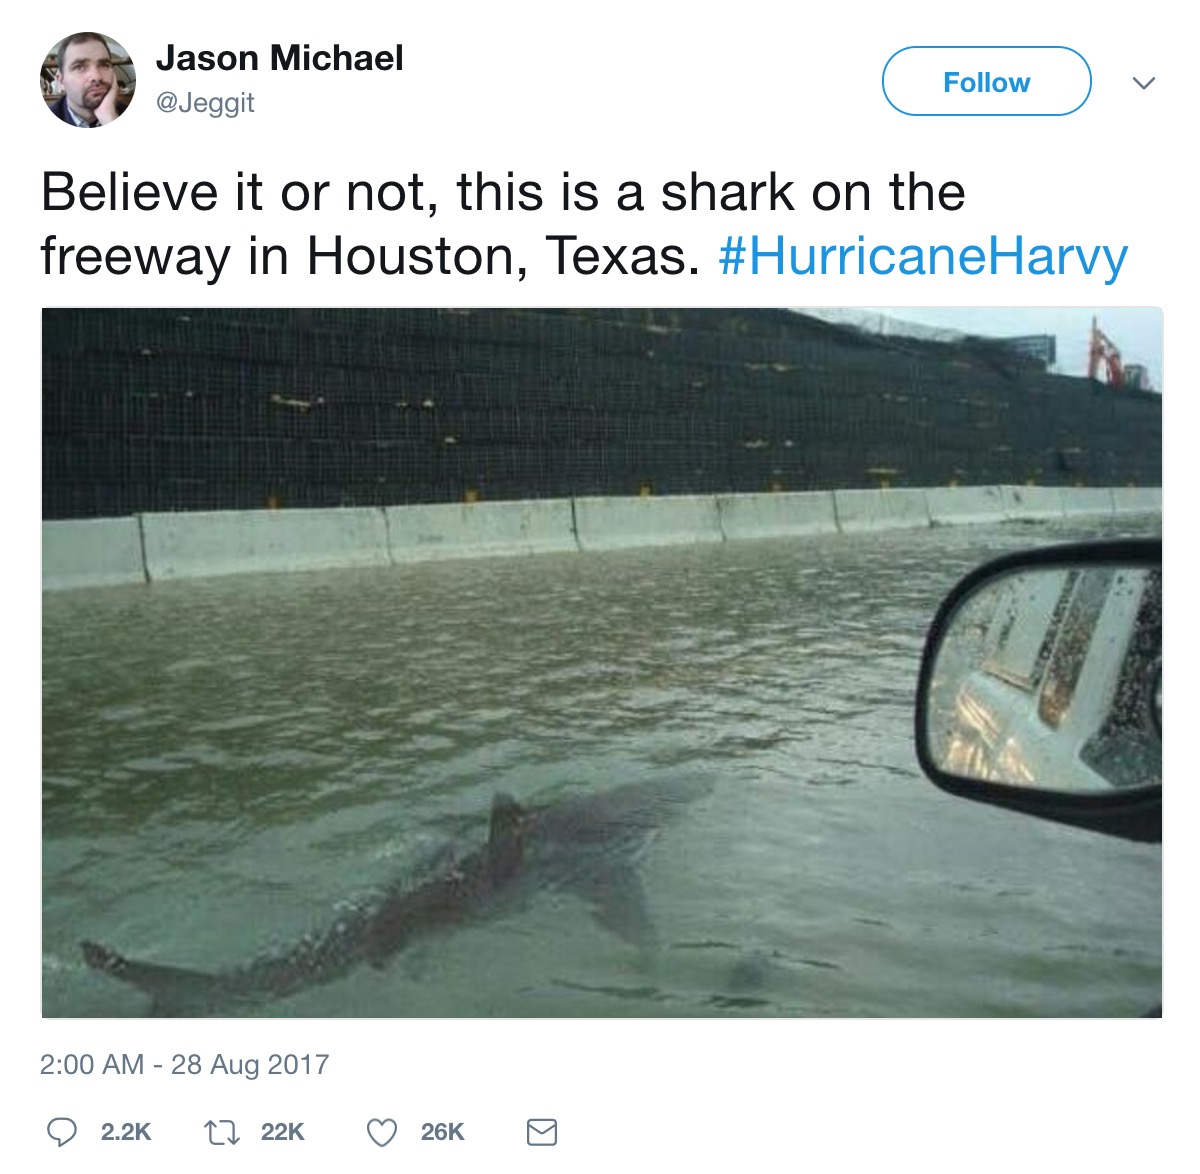 Jason Michael
@Jeggit
Follow
Believe it or not, this is a shark on the
freeway in Houston, Texas. #HurricaneHarvy
2:00 AM - 28 Aug 2017
2.2K 22K 26K